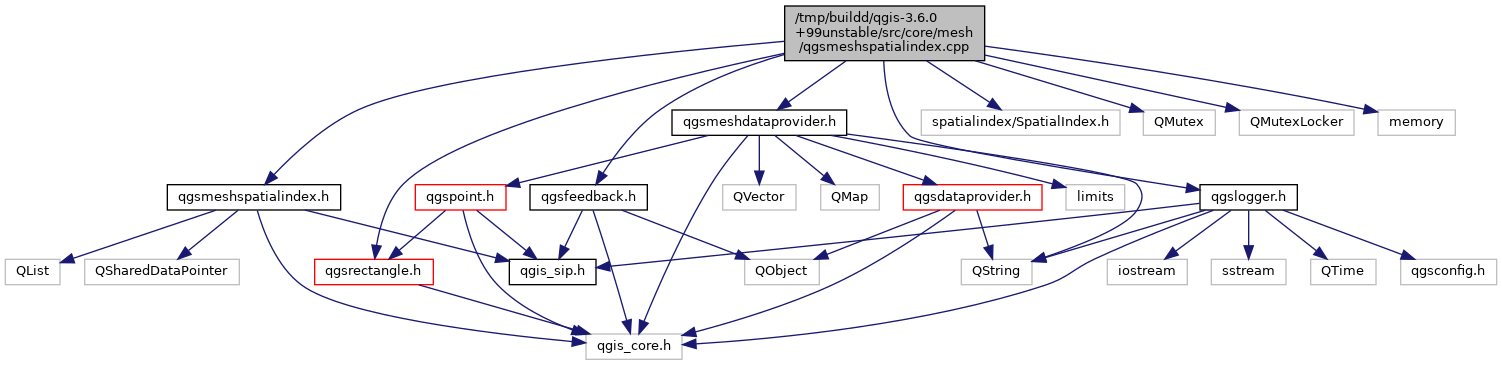 /tmp/buildd/qgis-3.6.0
+99unstable/src/core/mesh
/qgsmeshspatialindex.cpp
qgsmeshdataprovider.h
spatialindex/SpatialIndex.h
QMutex
QMutexLocker
memory
qgsmeshspatialindex.h
qgspoint.h
qgsfeedback.h
QVector
QMap
qgsdataprovider.h
limits
qgslogger.h
QList
QSharedDataPointer
qgsrectangle.h
qgis_sip.h
QObject
QString
iostream
sstream
QTime
qgsconfig.h
qgis_core.h